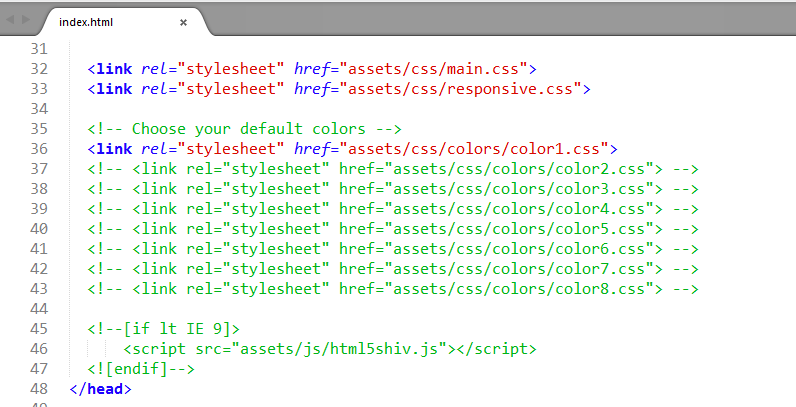 index.html ×
31
32 <link rel="stylesheet" href="assets/css/main.css">
33 <link rel="stylesheet" href="assets/css/responsive.css">
34
35 <!-- Choose your default colors -->
36 <link rel="stylesheet" href="assets/css/colors/color1.css">
37 <!-- <link rel="stylesheet" href="assets/css/colors/color2.css"> -->
38 <!-- <link rel="stylesheet" href="assets/css/colors/color3.css"> -->
39 <!-- <link rel="stylesheet" href="assets/css/colors/color4.css"> -->
40 <!-- <link rel="stylesheet" href="assets/css/colors/color5.css"> -->
41 <!-- <link rel="stylesheet" href="assets/css/colors/color6.css"> -->
42 <!-- <link rel="stylesheet" href="assets/css/colors/color7.css"> -->
43 <!-- <link rel="stylesheet" href="assets/css/colors/color8.css"> -->
44
45 <!--[if lt IE 9]>
46 <script src="assets/js/html5shiv.js"></script>
47 <![endif]-->
48 </head>